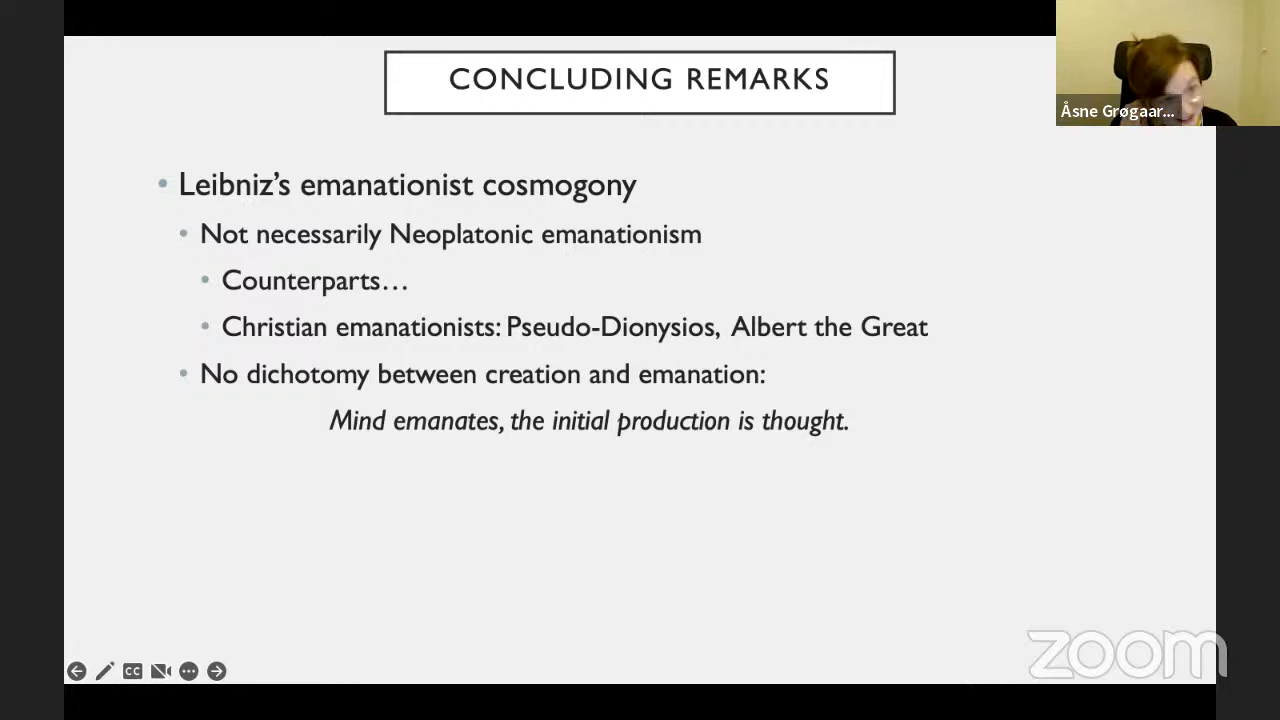 CONCLUDING REMARKS
Åsne Grøgaar...
• Leibniz’s emanationist cosmogony
• Not necessarily Neoplatonic emanationism
• Counterparts…
• Christian emanationists: Pseudo-Dionysios, Albert the Great
• No dichotomy between creation and emanation:
Mind emanates, the initial production is thought.
CC
zoom